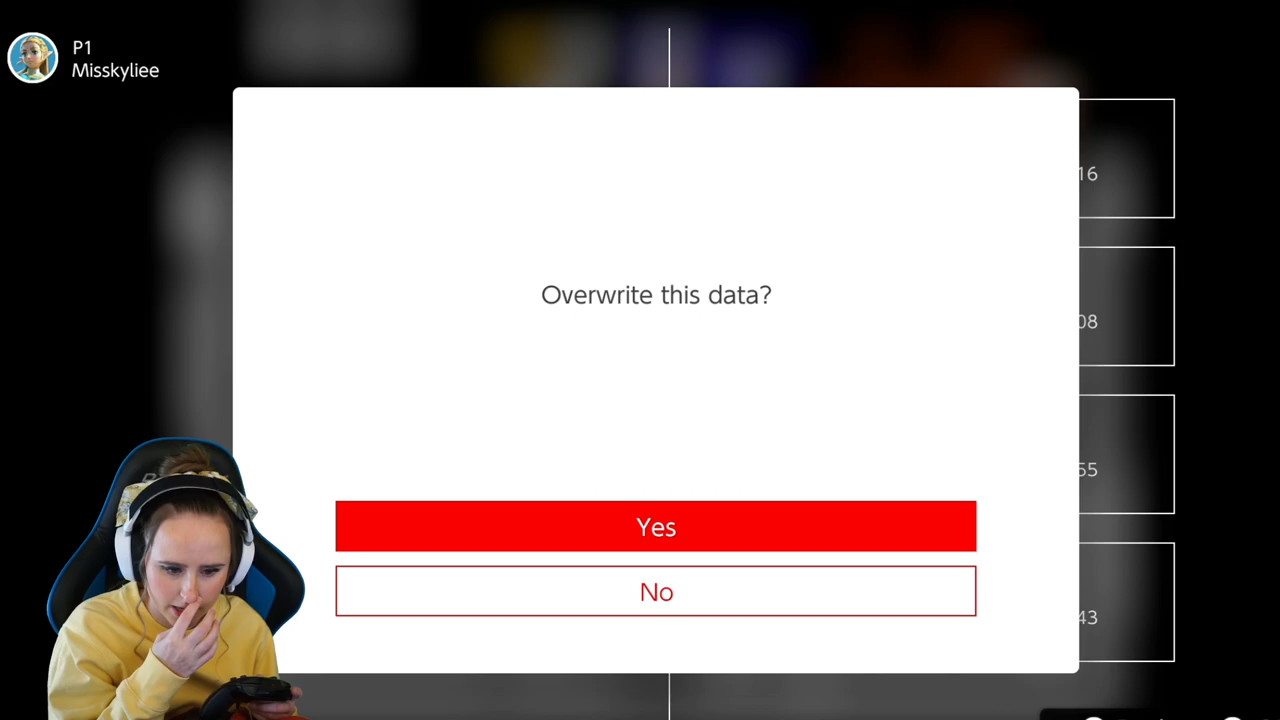 P1
Misskyliee
16
Overwrite this data?
08
55
Yes
No
43